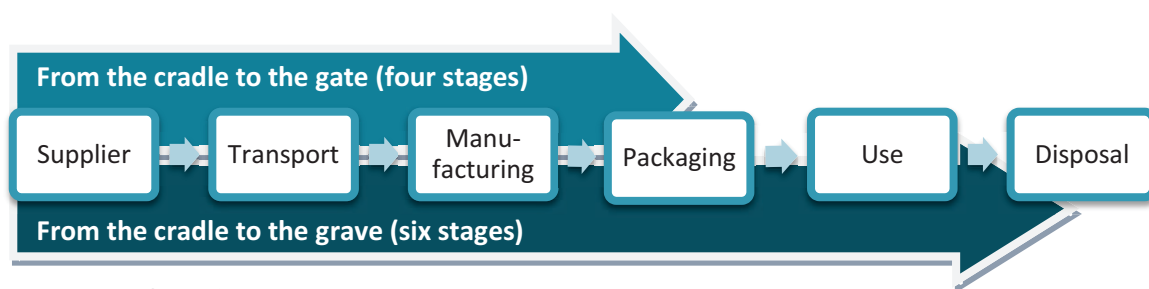 From the cradle to the gate (four stages)
Supplier
Transport
Manu-
facturing
Packaging
Use
Disposal
From the cradle to the grave (six stages)